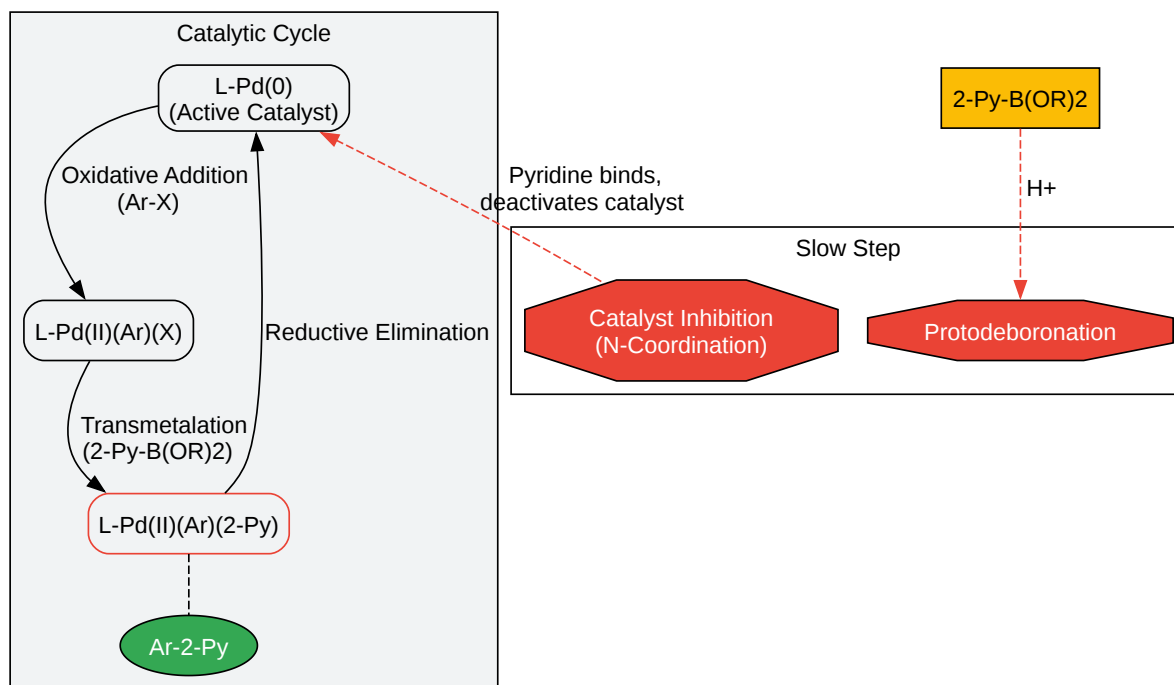 Catalytic Cycle
L-Pd(0)
(Active Catalyst)
Oxidative Addition
(Ar-X)
L-Pd(II)(Ar)(X)
Reductive Elimination
Transmetalation
(2-Py-B(OR)2)
L-Pd(II)(Ar)(2-Py)
Ar-2-Py
Pyridine binds,
deactivates catalyst
2-Py-B(OR)2
H+
Slow Step
Catalyst Inhibition
(N-Coordination)
Protodeboronation